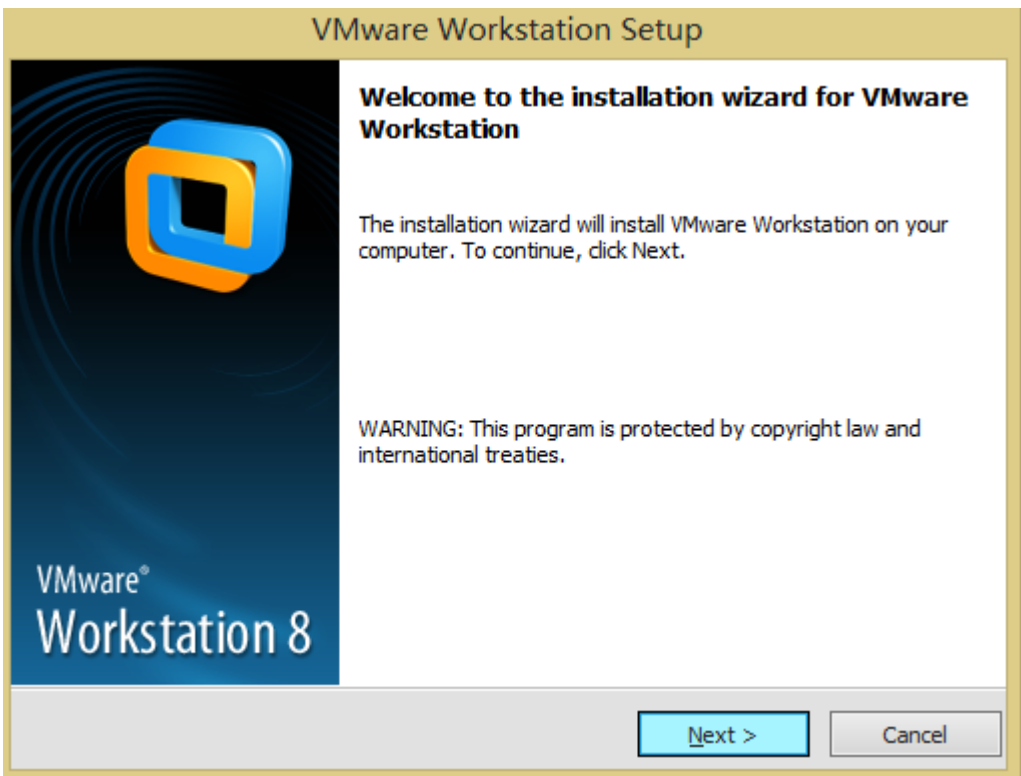 VMware Workstation Setup
Welcome to the installation wizard for VMware
Workstation
The installation wizard will install VMware Workstation on your
computer. To continue, click Next.
WARNING: This program is protected by copyright law and
international treaties.
VMware®
Workstation 8
Next >
Cancel